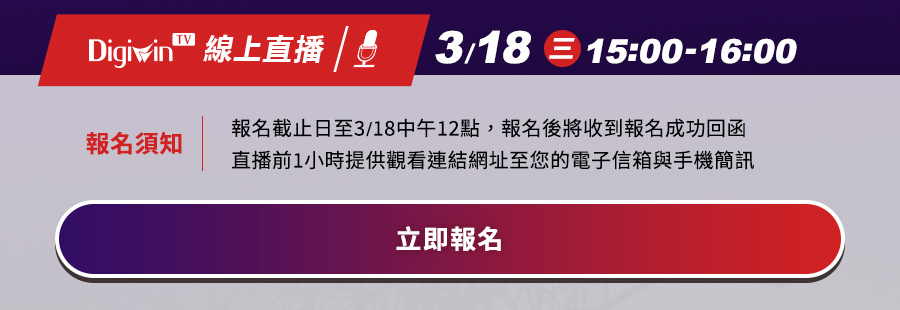 Digiwin TV 線上直播 3/18 三 15:00-16:00
報名須知
報名截止日至3/18中午12點，報名後將收到報名成功回函
直播前1小時提供觀看連結網址至您的電子信箱與手機簡訊
立即報名